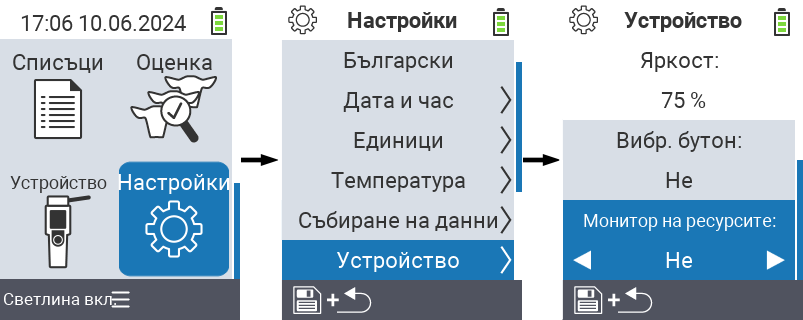 17:06 10.06.2024
Списъци
Оценка
Устройство
Настройки
Светлина вкл.
Настройки
Български
Дата и час
Единици
Температура
Събиране на данни
Устройство
+
Устройство
Яркост:
75 %
Вибр. бутон:
Не
Монитор на ресурсите:
Не
+